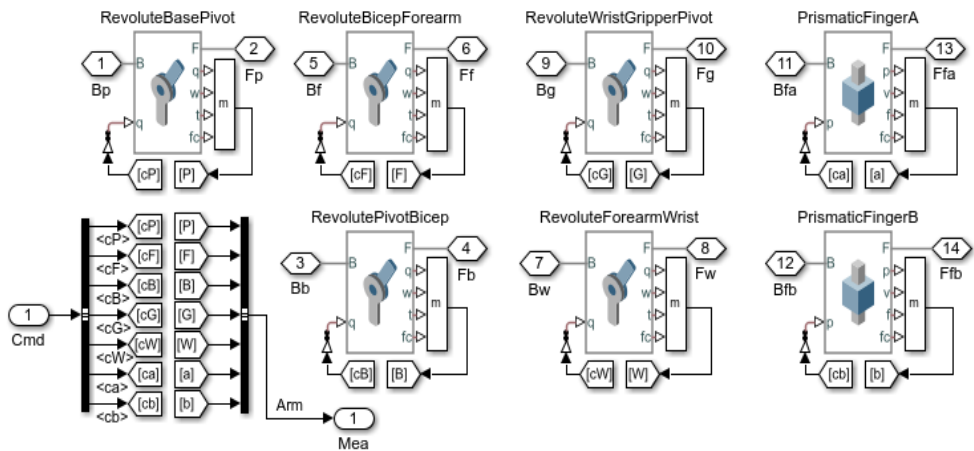 RevoluteBasePivot
1
Bp
B
F
q
w
t
fc
q
m
2
Fp
[cP]
[P]
RevoluteBicepForearm
5
Bf
B
F
q
w
t
fc
q
m
6
Ff
[cF]
[F]
RevoluteWristGripperPivot
9
Bg
B
F
q
w
t
fc
q
m
10
Fg
[cG]
[G]
PrismaticFingerA
11
Bfa
B
F
p
v
f
fc
p
m
13
Ffa
[ca]
[a]
1
Cmd
<cP>
[cP]
[P]
<cF>
[cF]
[F]
<cB>
[cB]
[B]
<cG>
[cG]
[G]
<cW>
[cW]
[W]
<ca>
[ca]
[a]
<cb>
[cb]
[b]
Arm
1
Mea
RevolutePivotBicep
3
Bb
B
F
q
w
t
fc
q
m
4
Fb
[cB]
[B]
RevoluteForearmWrist
7
Bw
B
F
q
w
t
fc
q
m
8
Fw
[cW]
[W]
PrismaticFingerB
12
Bfb
B
F
p
v
f
fc
p
m
14
Ffb
[cb]
[b]